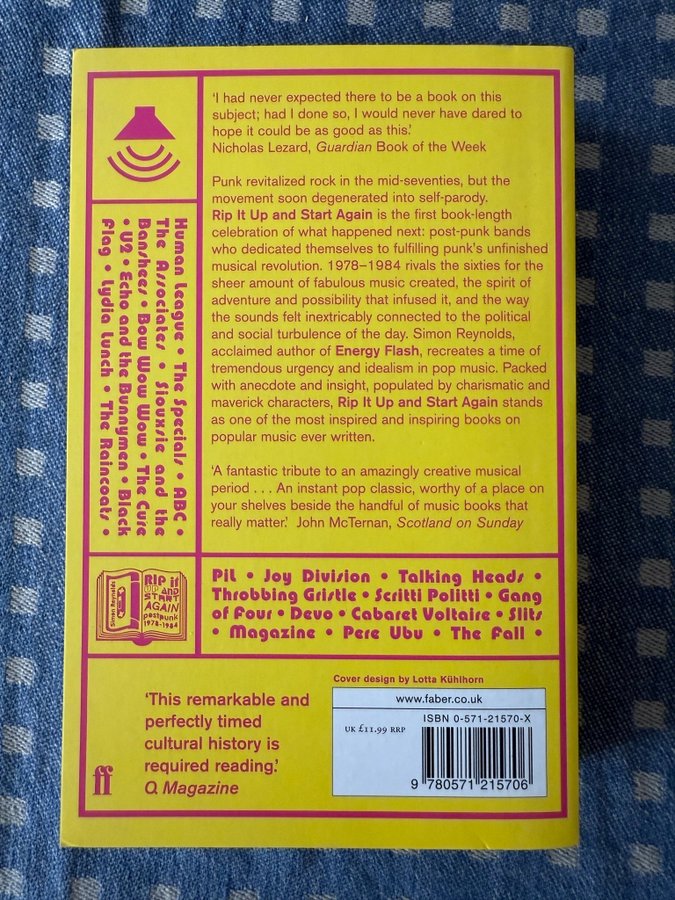 'I had never expected there to be a book on this
subject; had I done so, I would never have dared to
hope it could be as good as this.'
Nicholas Lezard, Guardian Book of the Week
Punk revitalized rock in the mid-seventies, but the
movement soon degenerated into self-parody.
Rip It Up and Start Again is the first book-length
celebration of what happened next: post-punk bands
who dedicated themselves to fulfilling punk's unfinished
musical revolution. 1978–1984 rivals the sixties for the
sheer amount of fabulous music created, the spirit of
adventure and possibility that infused it, and the way
the sounds felt inextricably connected to the political
and social turbulence of the day. Simon Reynolds,
acclaimed author of Energy Flash, recreates a time of
tremendous urgency and idealism in pop music. Packed
with anecdote and insight, populated by charismatic and
maverick characters, Rip It Up and Start Again stands
as one of the most inspired and inspiring books on
popular music ever written.
'A fantastic tribute to an amazingly creative musical
period . . . An instant pop classic, worthy of a place on
your shelves beside the handful of music books that
really matter.' John McTernan, Scotland on Sunday
Human League • The Specials • ABC •
The Associates • Siouxsie and the
Banshees • Bow Wow Wow • The Cure
• U2 • Echo and the Bunnymen • Black
Flag • Lydia Lunch • The Raincoats •
Simon Reynolds
RIP it
UP AND
START
AGAIN
postpunk
1978-1984
PiL • Joy Division • Talking Heads •
Throbbing Gristle • Scritti Politti • Gang
of Four • Devo • Cabaret Voltaire • Slits
• Magazine • Pere Ubu • The Fall •
'This remarkable and
perfectly timed
cultural history is
required reading.'
Q Magazine
ff
Cover design by Lotta Kühlhorn
www.faber.co.uk
UK £11.99 RRP
ISBN 0-571-21570-X
9 780571 215706